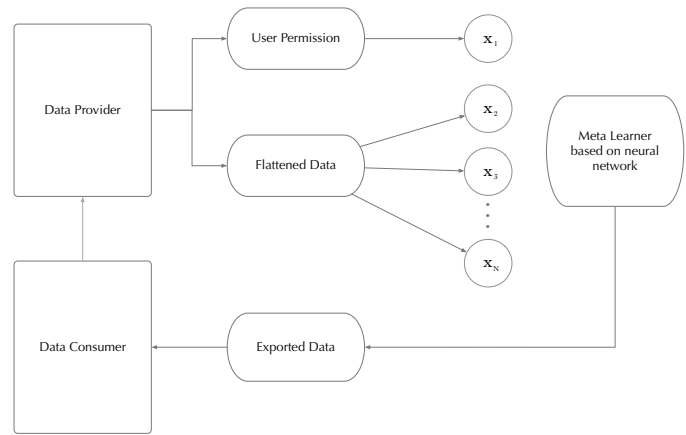 User Permission
x₁
Data Provider
x₂
Meta Learner
based on neural
network
Flattened Data
x₃
x_N
Data Consumer
Exported Data